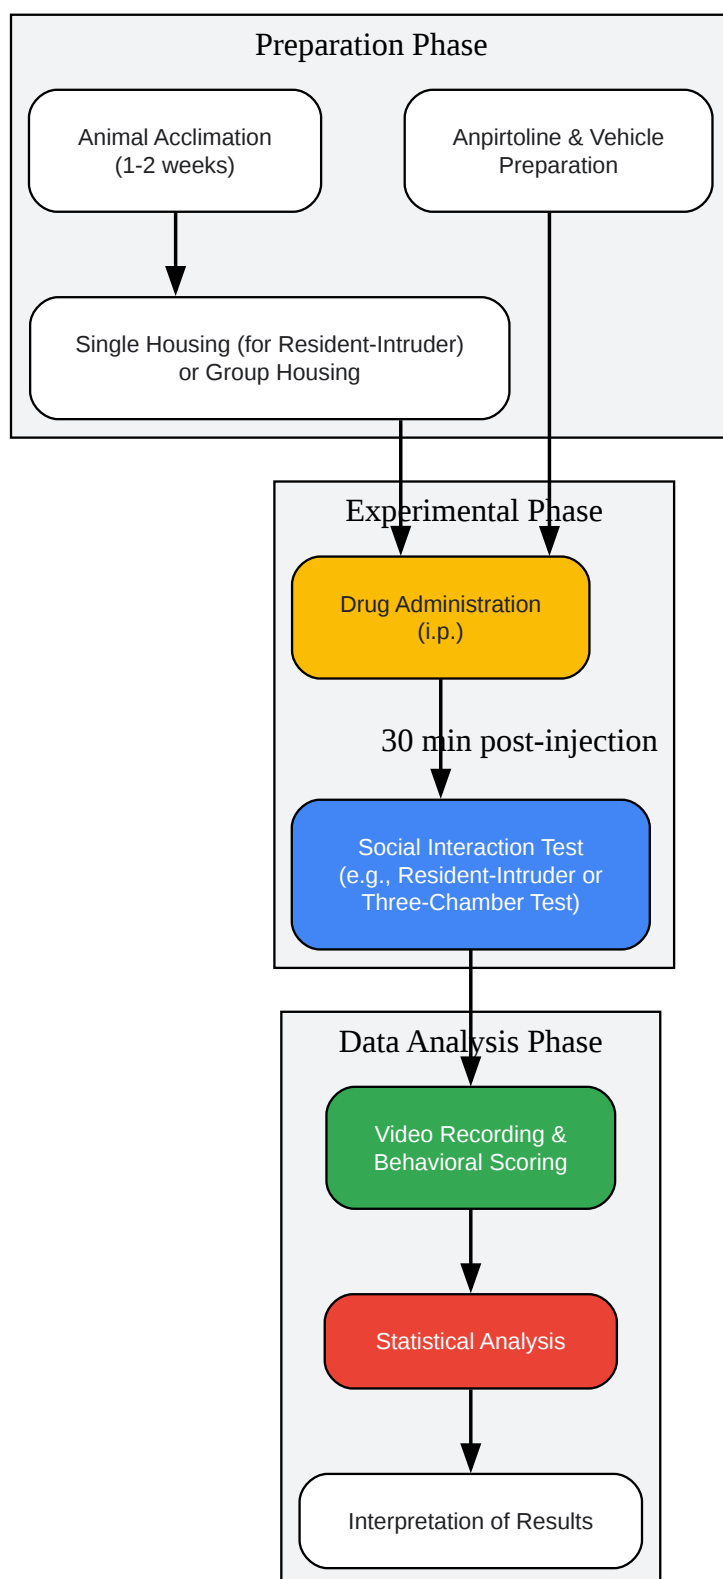 Preparation Phase
Animal Acclimation
(1-2 weeks)
Anpirtoline & Vehicle
Preparation
Single Housing (for Resident-Intruder)
or Group Housing
Experimental Phase
Drug Administration
(i.p.)
30 min post-injection
Social Interaction Test
(e.g., Resident-Intruder or
Three-Chamber Test)
Data Analysis Phase
Video Recording &
Behavioral Scoring
Statistical Analysis
Interpretation of Results